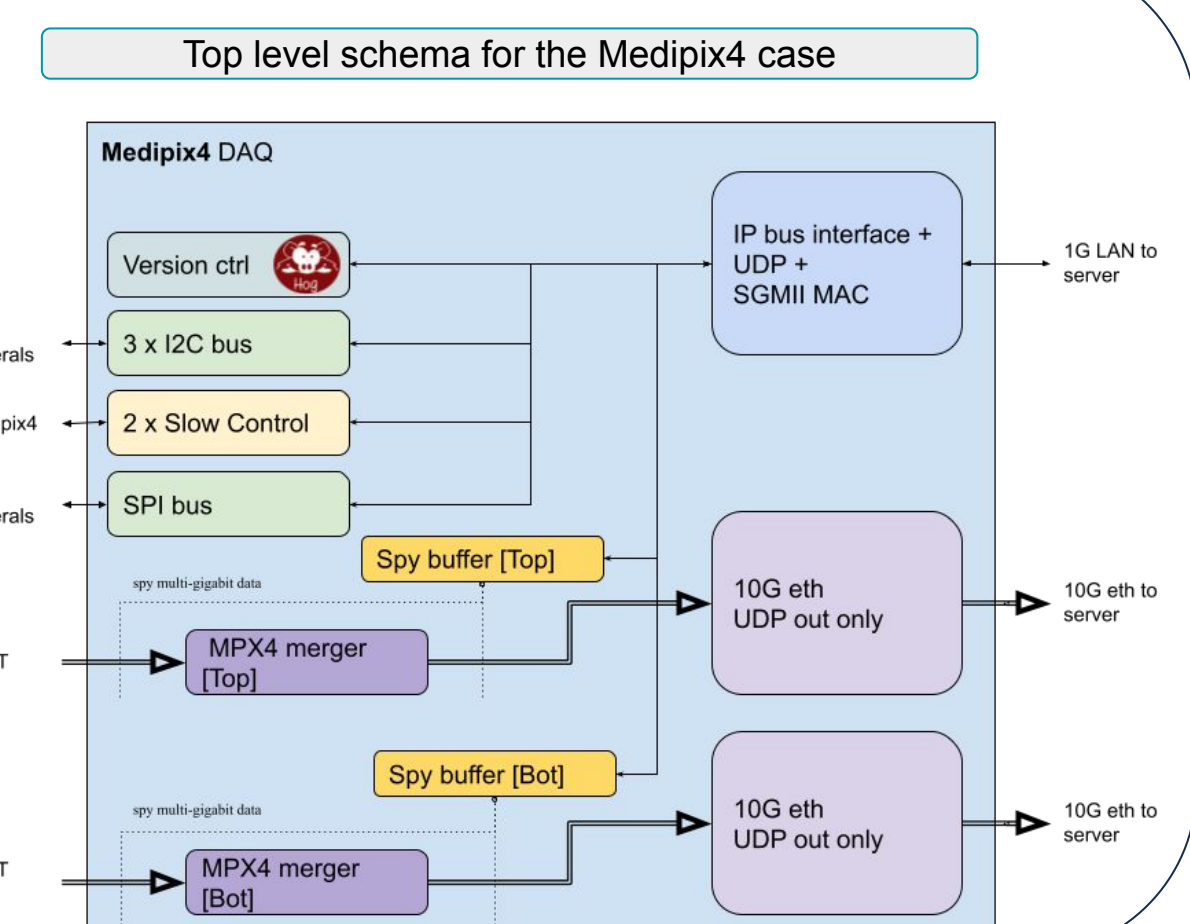 Top level schema for the Medipix4 case
Medipix4 DAQ
IP bus interface +
UDP +
SGMII MAC
1G LAN to
server
Version ctrl
Hog
3 x I2C bus
erals
2 x Slow Control
pix4
SPI bus
erals
Spy buffer [Top]
spy multi-gigabit data
10G eth
UDP out only
10G eth to
server
MPX4 merger
[Top]
T
Spy buffer [Bot]
spy multi-gigabit data
10G eth
UDP out only
10G eth to
server
MPX4 merger
[Bot]
T